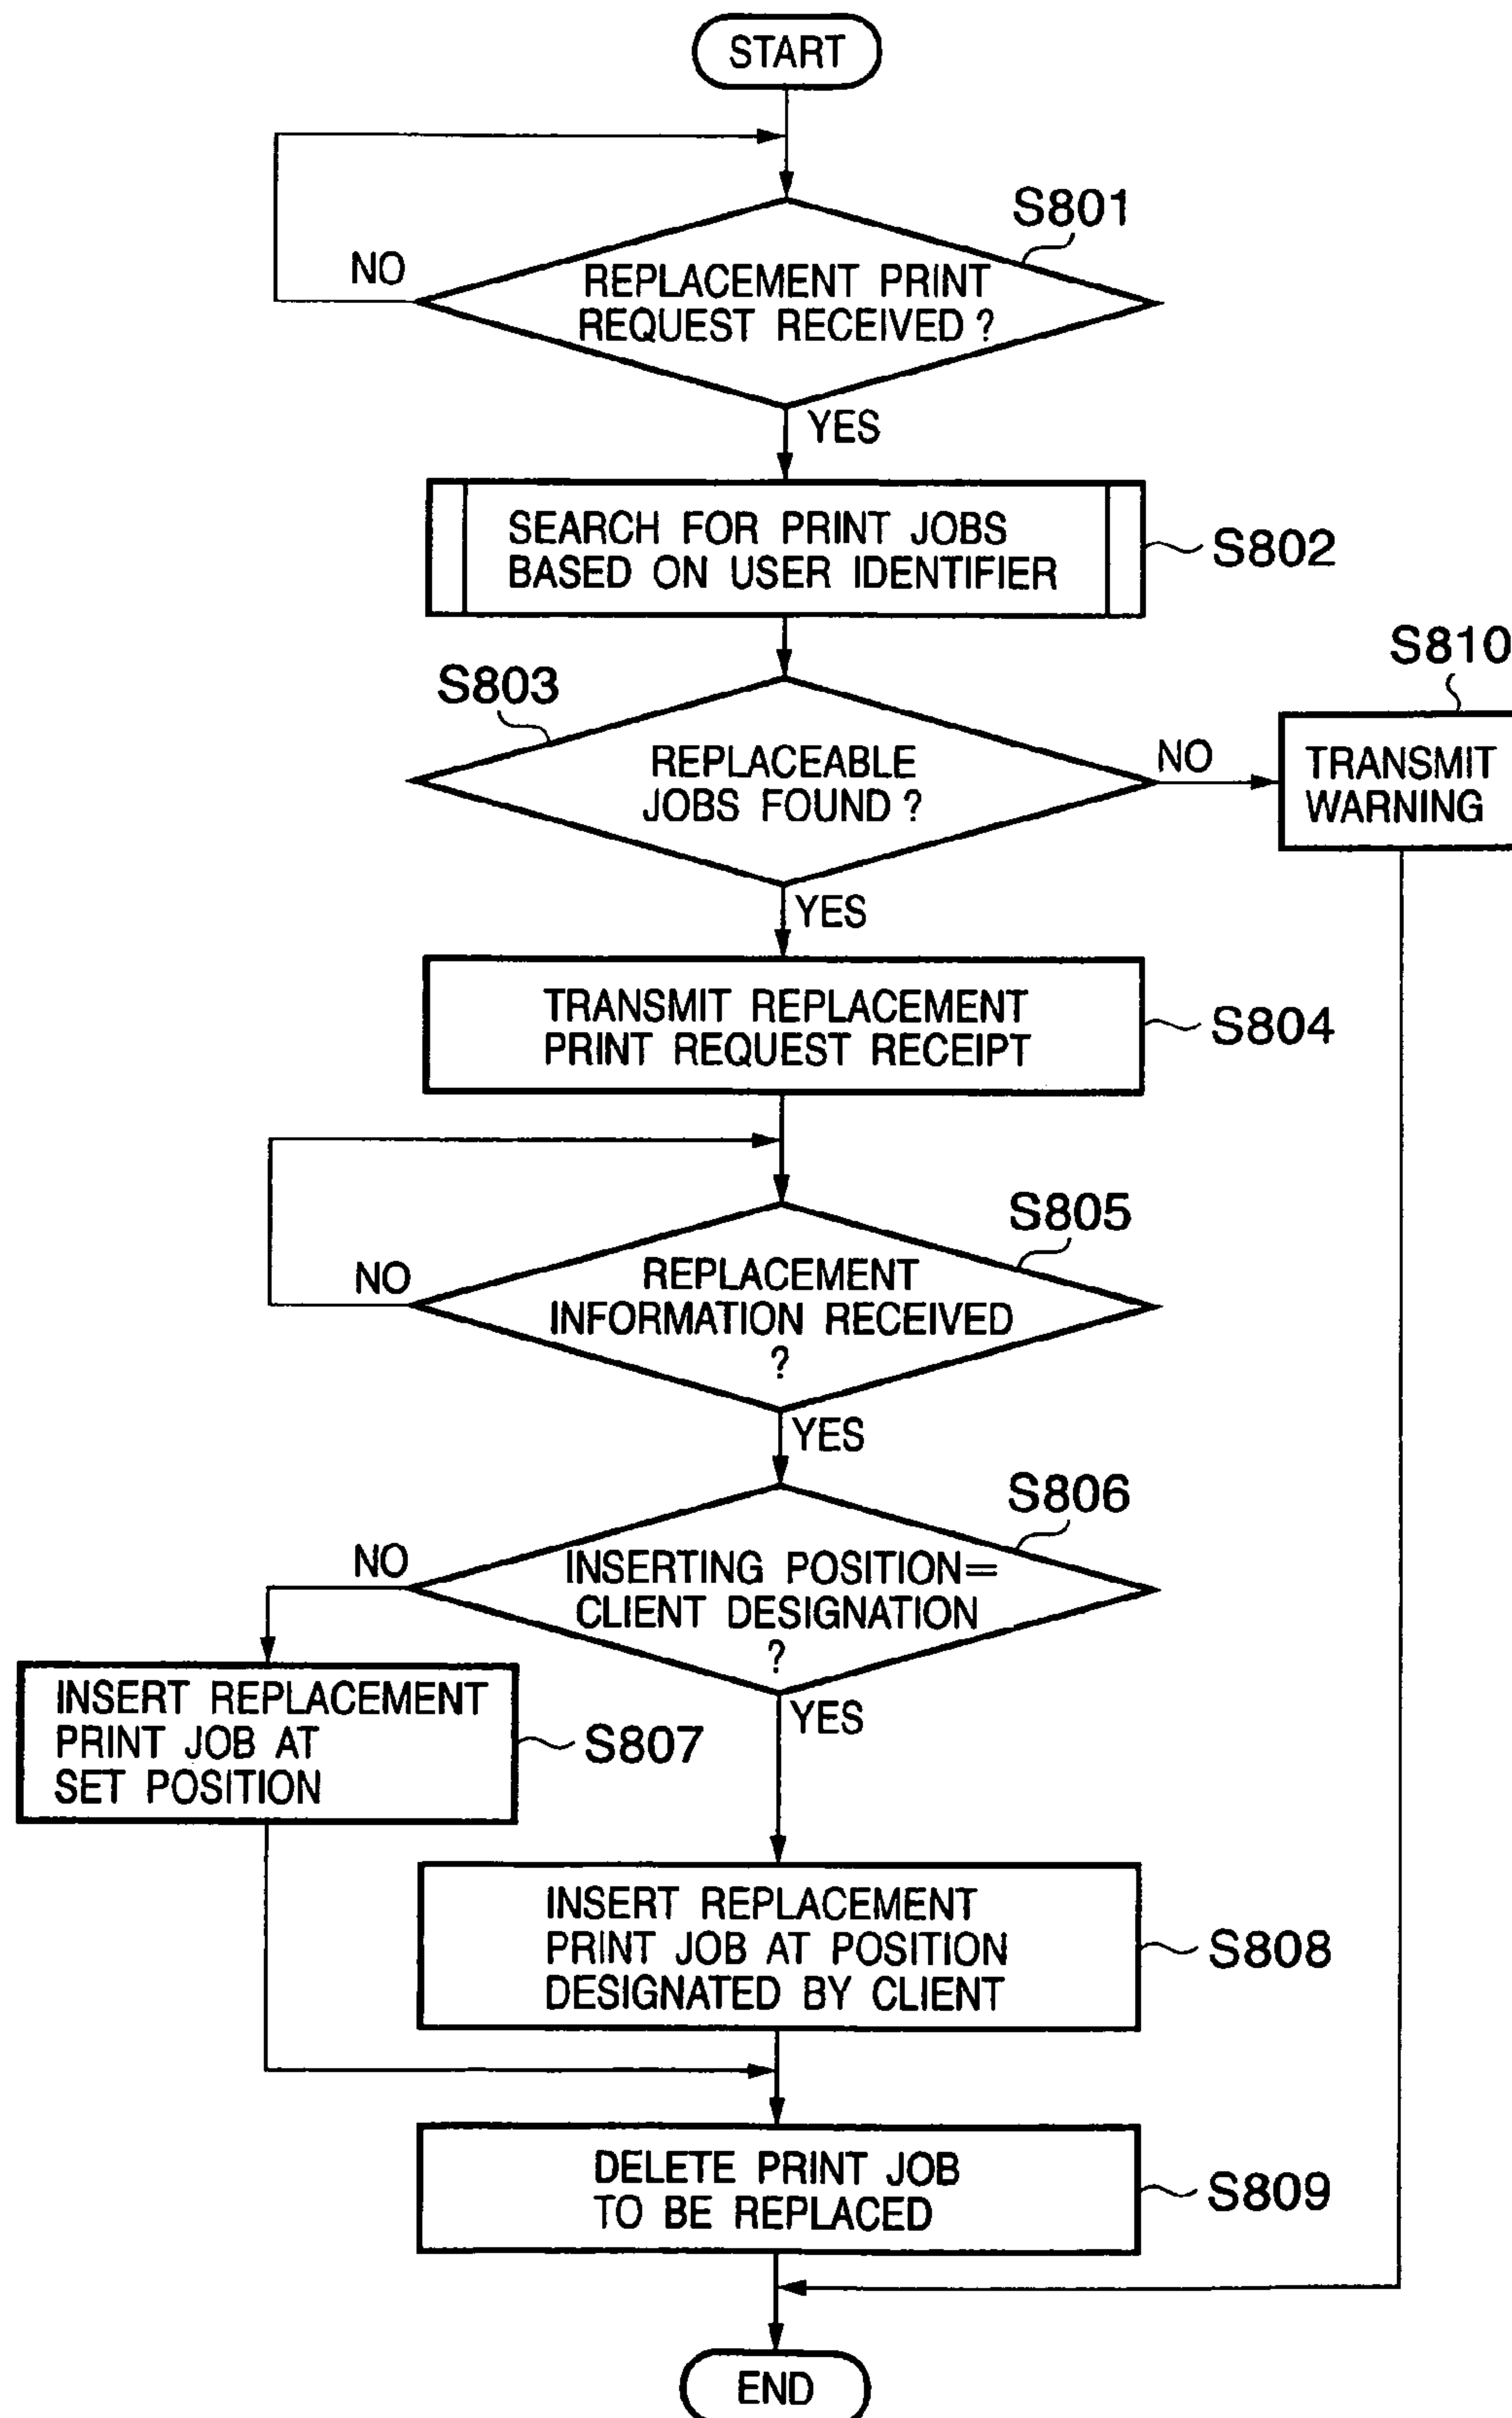 START
S801
NO
REPLACEMENT PRINT
REQUEST RECEIVED ?
YES
SEARCH FOR PRINT JOBS
BASED ON USER IDENTIFIER
S802
S810
S803
REPLACEABLE
JOBS FOUND ?
NO
TRANSMIT
WARNING
YES
TRANSMIT REPLACEMENT
PRINT REQUEST RECEIPT
S804
S805
NO
REPLACEMENT
INFORMATION RECEIVED
?
YES
S806
NO
INSERTING POSITION=
CLIENT DESIGNATION
?
YES
INSERT REPLACEMENT
PRINT JOB AT
SET POSITION
S807
INSERT REPLACEMENT
PRINT JOB AT POSITION
DESIGNATED BY CLIENT
S808
DELETE PRINT JOB
TO BE REPLACED
S809
END